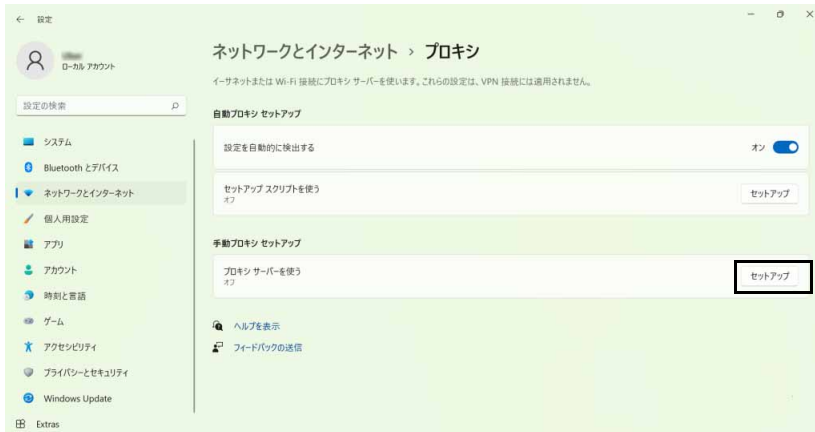 ← 設定
ローカル アカウント
設定の検索
システム
Bluetooth とデバイス
ネットワークとインターネット
個人用設定
アプリ
アカウント
時刻と言語
ゲーム
アクセシビリティ
プライバシーとセキュリティ
Windows Update
Extras
ネットワークとインターネット › プロキシ
イーサネットまたは Wi-Fi 接続にプロキシ サーバーを使います。これらの設定は、VPN 接続には適用されません。
自動プロキシ セットアップ
設定を自動的に検出する
オン
セットアップ スクリプトを使う
オフ
セットアップ
手動プロキシ セットアップ
プロキシ サーバーを使う
オフ
セットアップ
ヘルプを表示
フィードバックの送信